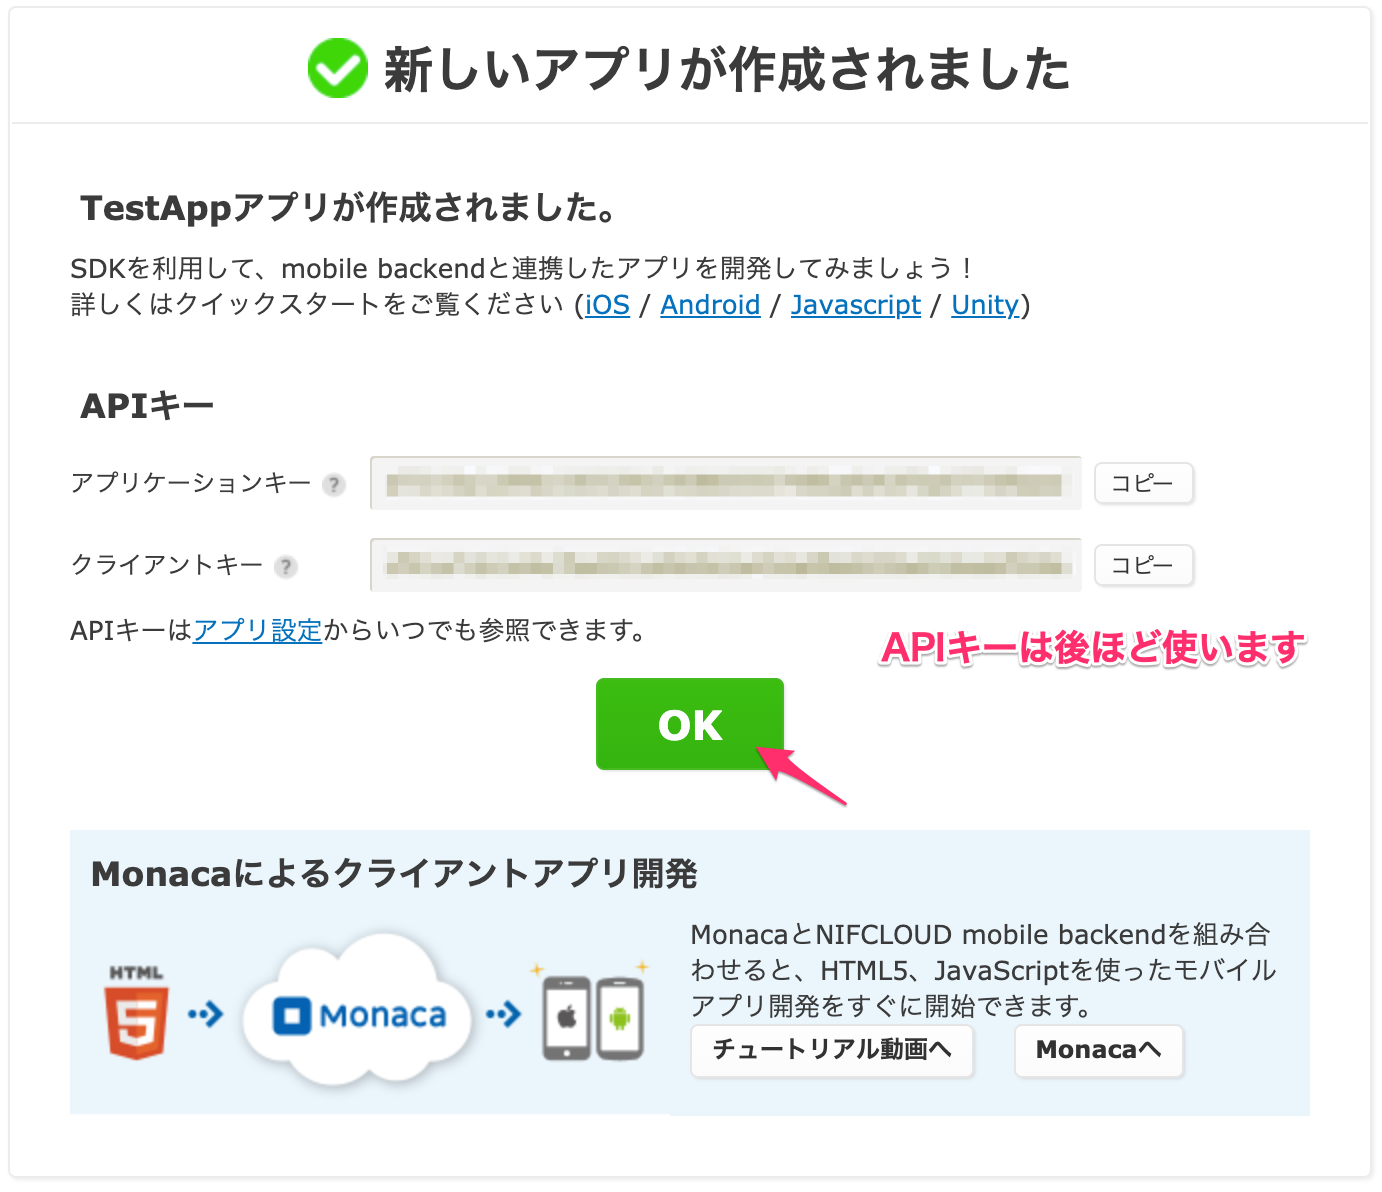 新しいアプリが作成されました
TestAppアプリが作成されました。
SDKを利用して、mobile backendと連携したアプリを開発してみましょう！
詳しくはクイックスタートをご覧ください (iOS / Android / Javascript / Unity)
APIキー
アプリケーションキー ? コピー
クライアントキー ? コピー
APIキーはアプリ設定からいつでも参照できます。
APIキーは後ほど使います
OK
Monacaによるクライアントアプリ開発
HTML
5
Monaca
MonacaとNIFCLOUD mobile backendを組み合
わせると、HTML5、JavaScriptを使ったモバイル
アプリ開発をすぐに開始できます。
チュートリアル動画へ Monacaへ